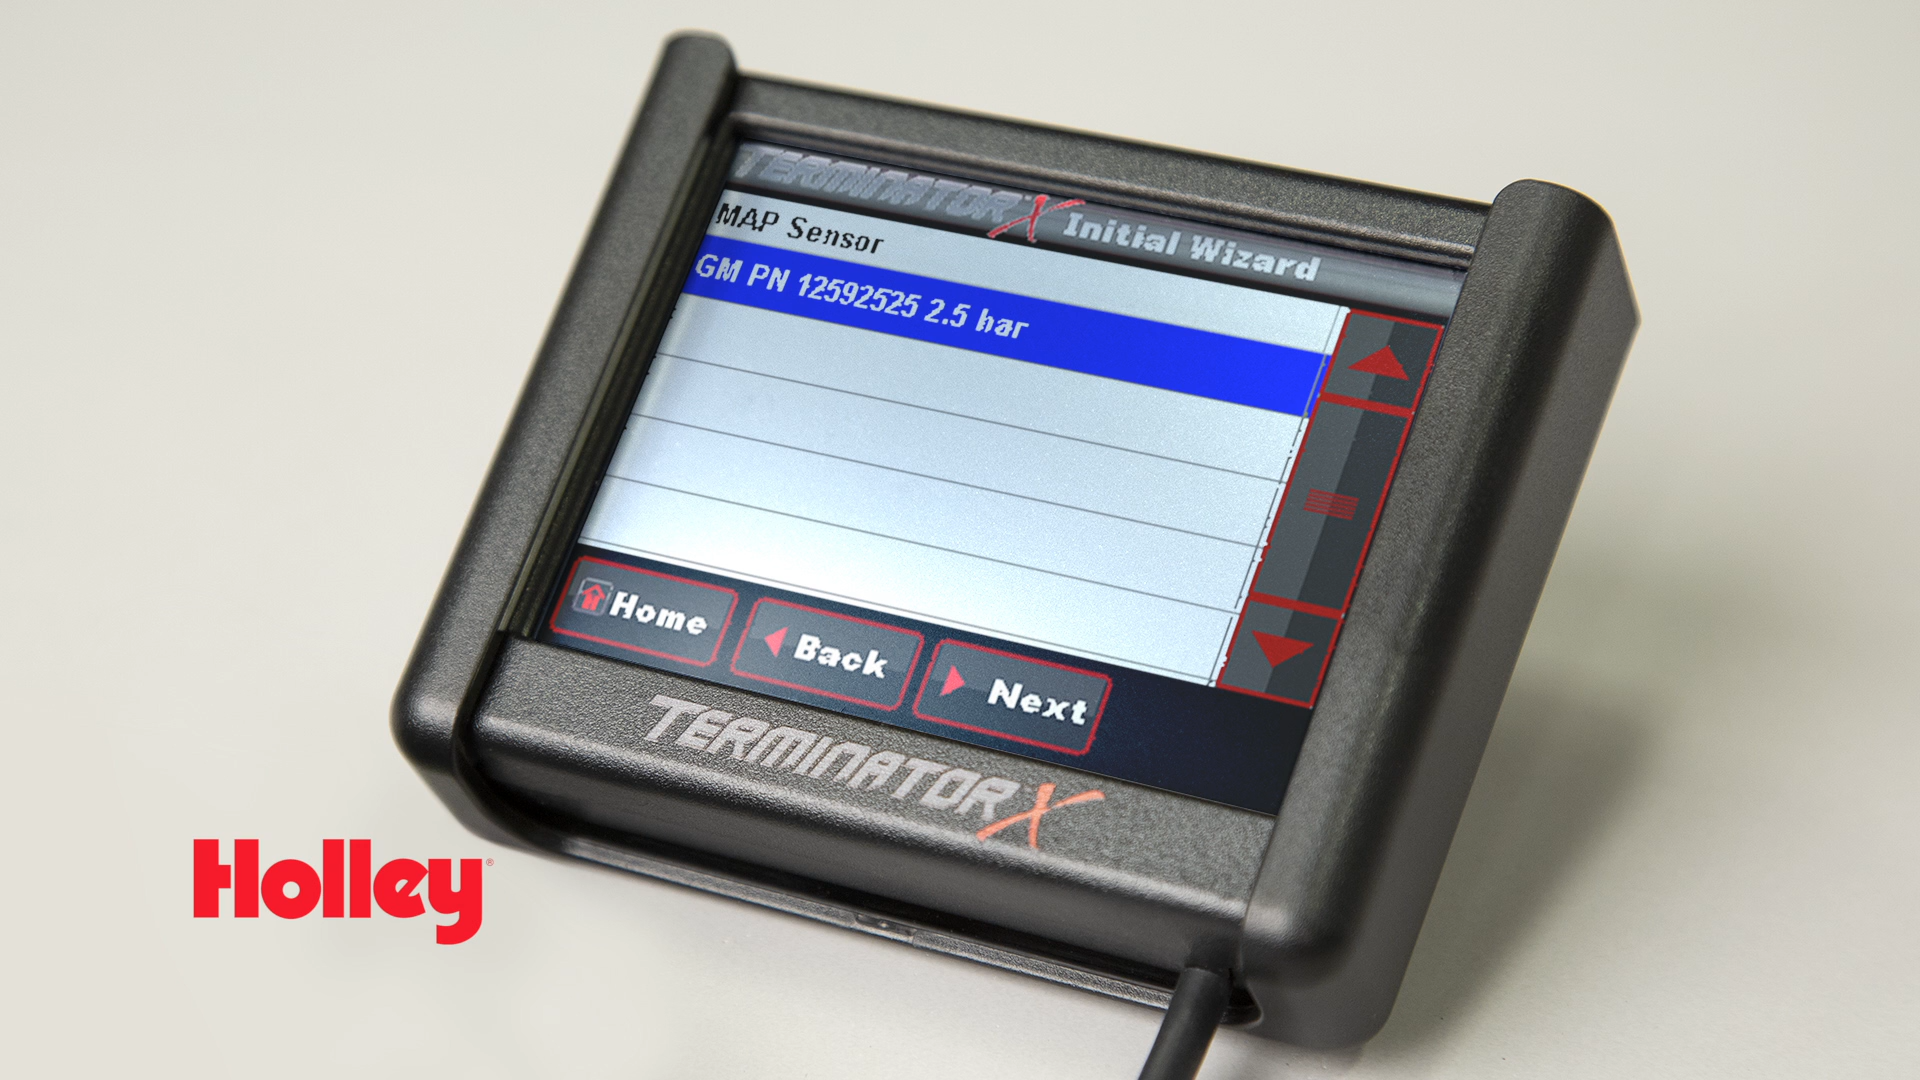 TERMINATOR X Initial Wizard
MAP Sensor
GM PN 12592525 2.5 bar
Home
Back
Next
TERMINATOR X
Holley®